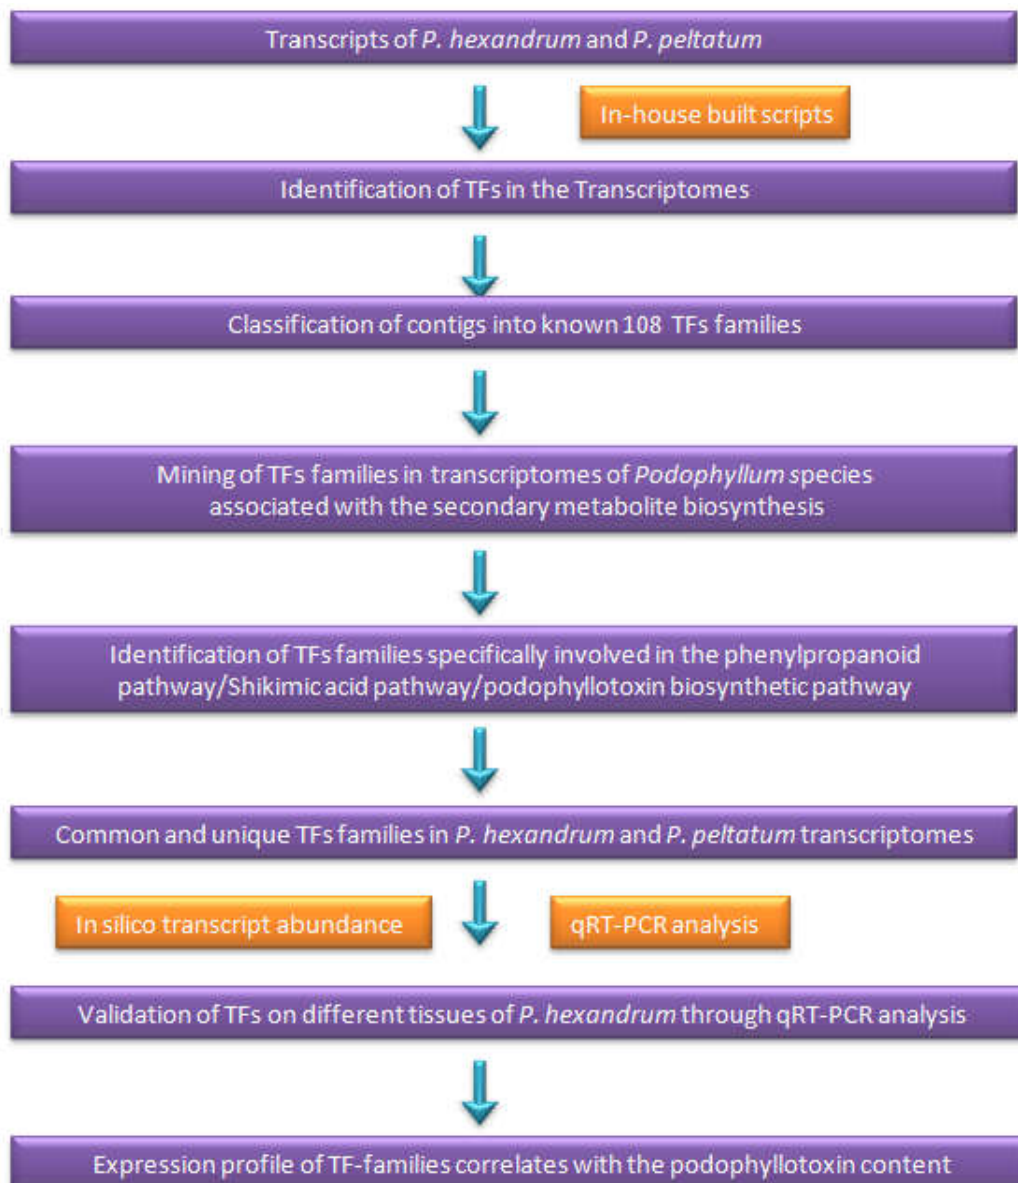 Transcripts of P. hexandrum and P. peltatum
In-house built scripts
Identification of TFs in the Transcriptomes
Classification of contigs into known 108 TFs families
Mining of TFs families in transcriptomes of Podophyllum species
associated with the secondary metabolite biosynthesis
Identification of TFs families specifically involved in the phenylpropanoid
pathway/Shikimic acid pathway/podophyllotoxin biosynthetic pathway
Common and unique TFs families in P. hexandrum and P. peltatum transcriptomes
In silico transcript abundance
qRT-PCR analysis
Validation of TFs on different tissues of P. hexandrum through qRT-PCR analysis
Expression profile of TF-families correlates with the podophyllotoxin content